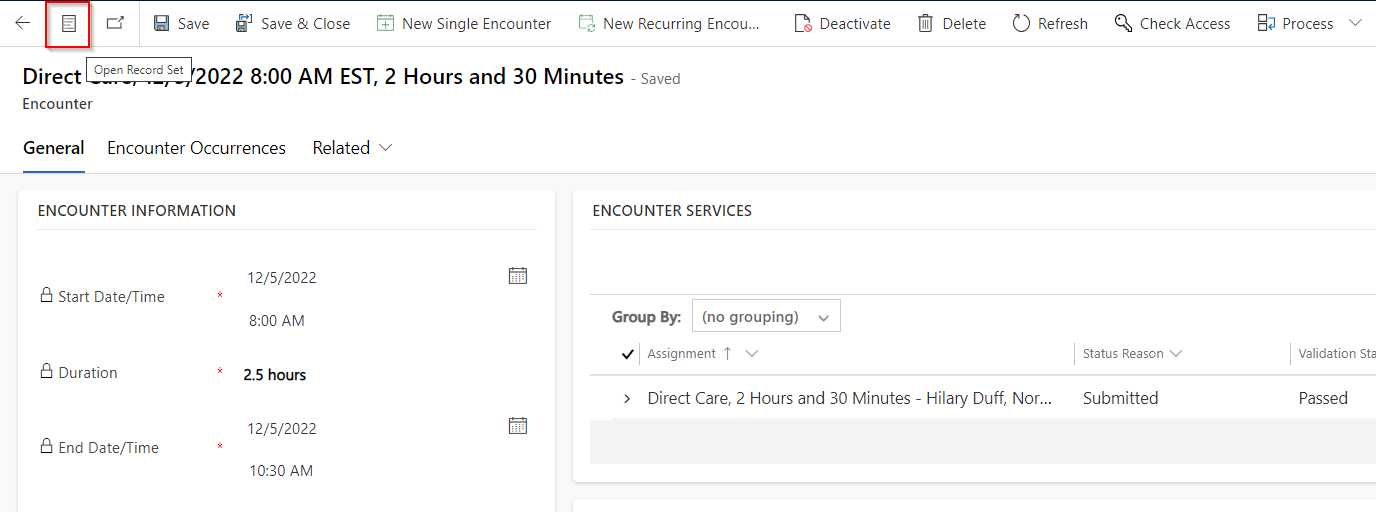 Save
Save & Close
New Single Encounter
New Recurring Encou...
Deactivate
Delete
Refresh
Check Access
Process
Open Record Set
Direct Care, 12/5/2022 8:00 AM EST, 2 Hours and 30 Minutes - Saved
Encounter
General
Encounter Occurrences
Related
ENCOUNTER INFORMATION
Start Date/Time *
12/5/2022
8:00 AM
Duration *
2.5 hours
End Date/Time *
12/5/2022
10:30 AM
ENCOUNTER SERVICES
Group By: (no grouping)
Assignment ↑
Status Reason
Validation Sta
Direct Care, 2 Hours and 30 Minutes - Hilary Duff, Nor...
Submitted
Passed